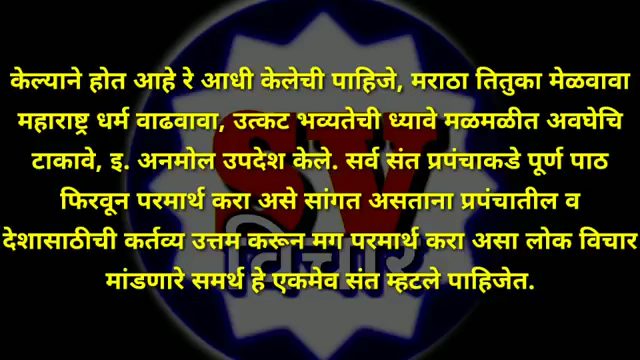 केल्याने होत आहे रे आधी केलेची पाहिजे, मराठा तितुका मेळवावा
महाराष्ट्र धर्म वाढवावा, उत्कट भव्यतेची ध्यावे मळमळीत अवघेचि
टाकावे, इ. अनमोल उपदेश केले. सर्व संत प्रपंचाकडे पूर्ण पाठ
फिरवून परमार्थ करा असे सांगत असताना प्रपंचातील व
देशासाठीची कर्तव्य उत्तम करून मग परमार्थ करा असा लोक विचार
मांडणारे समर्थ हे एकमेव संत म्हटले पाहिजेत.
SV
विचार